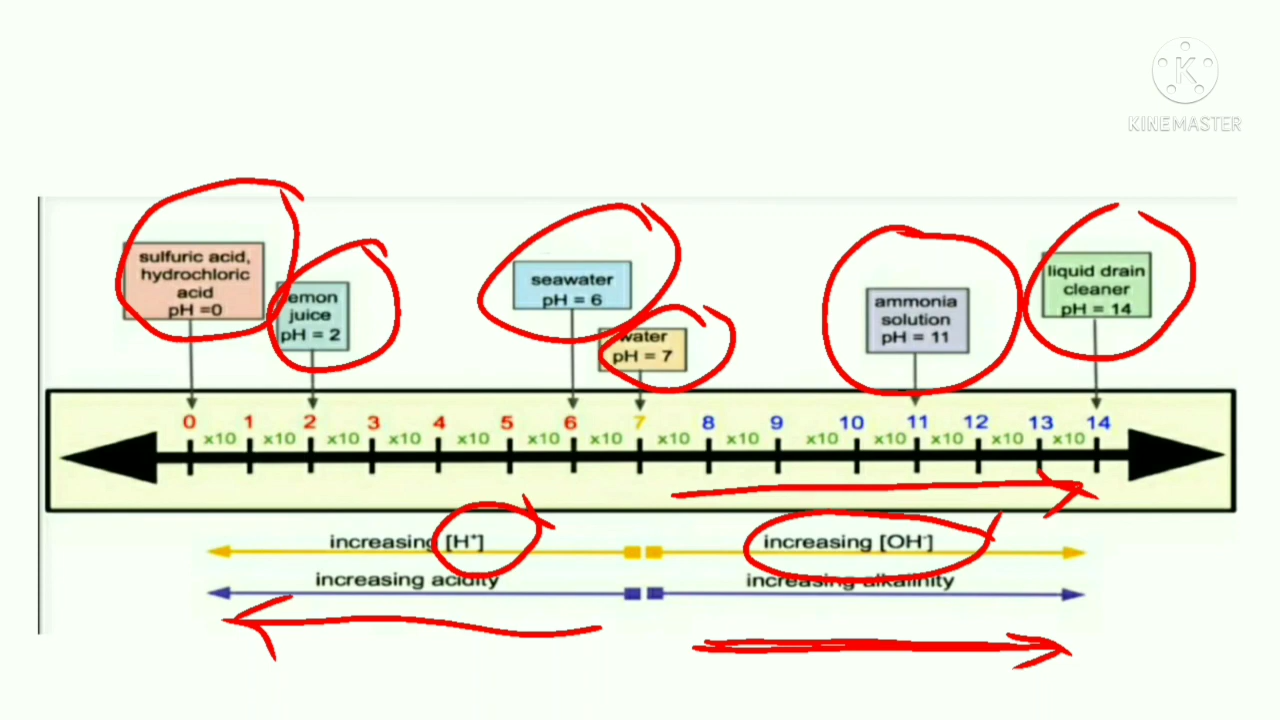 K
KINEMASTER
sulfuric acid,
hydrochloric
acid
pH =0
lemon
juice
pH = 2
seawater
pH = 6
water
pH = 7
ammonia
solution
pH = 11
liquid drain
cleaner
pH = 14
0 1 2 3 4 5 6 7 8 9 10 11 12 13 14
x10 x10 x10 x10 x10 x10 x10 x10 x10 x10 x10 x10 x10 x10
increasing [H⁺] increasing [OH⁻]
increasing acidity increasing alkalinity